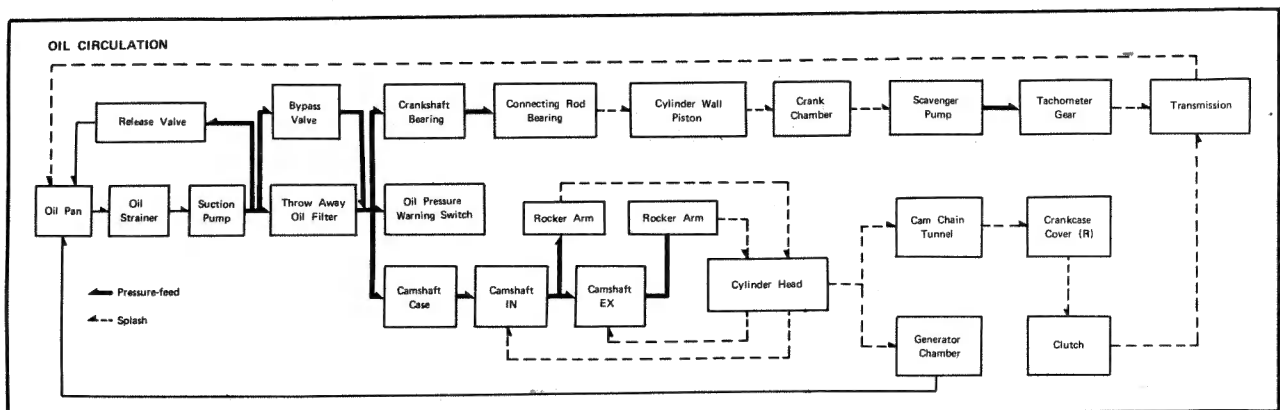 OIL CIRCULATION
Release Valve
Bypass
Valve
Crankshaft
Bearing
Connecting Rod
Bearing
Cylinder Wall
Piston
Crank
Chamber
Scavenger
Pump
Tachometer
Gear
Transmission
Oil Pan
Oil
Strainer
Suction
Pump
Throw Away
Oil Filter
Oil Pressure
Warning Switch
Rocker Arm
Rocker Arm
Cam Chain
Tunnel
Crankcase
Cover (R)
Camshaft
Case
Camshaft
IN
Camshaft
EX
Cylinder Head
Generator
Chamber
Clutch
Pressure-feed
Splash